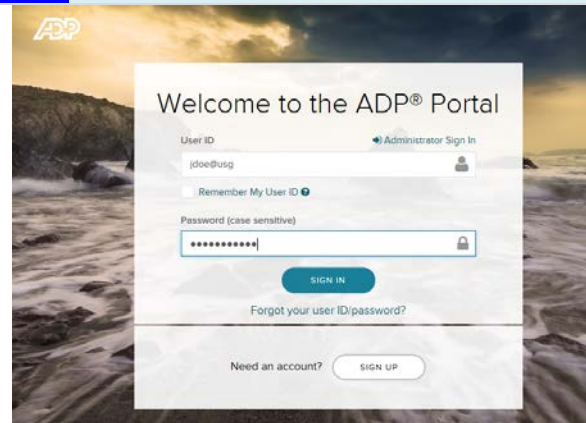 ADP
Welcome to the ADP® Portal
User ID
Administrator Sign In
jdoe@usg
Remember My User ID
Password (case sensitive)
•••••••••••
SIGN IN
Forgot your user ID/password?
Need an account?
SIGN UP